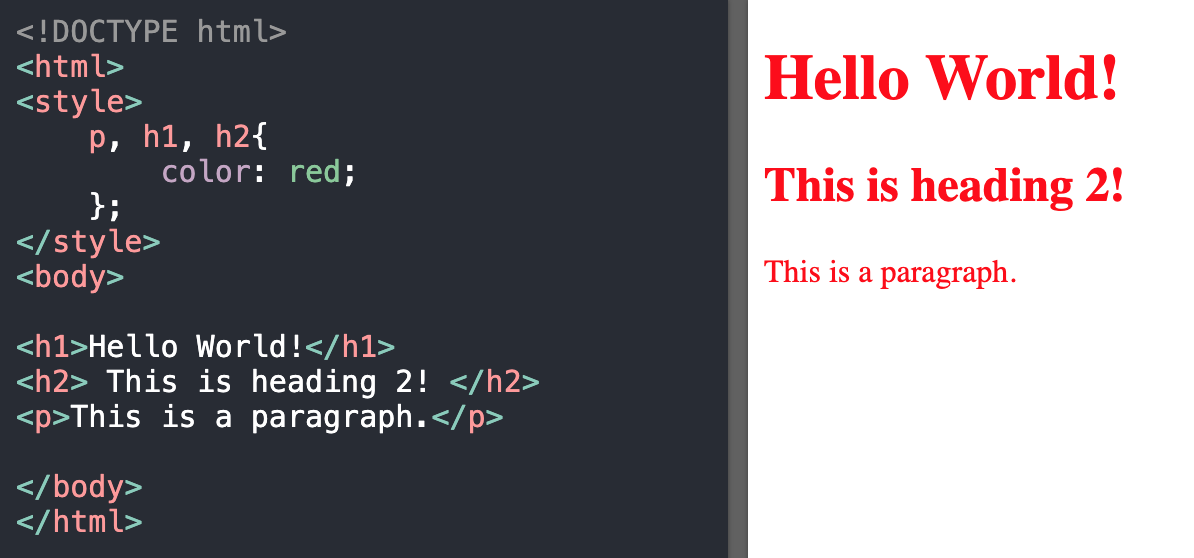 <!DOCTYPE html>
<html>
<style>
    p, h1, h2{
        color: red;
    };
</style>
<body>

<h1>Hello World!</h1>
<h2> This is heading 2! </h2>
<p>This is a paragraph.</p>

</body>
</html>
Hello World!
This is heading 2!
This is a paragraph.